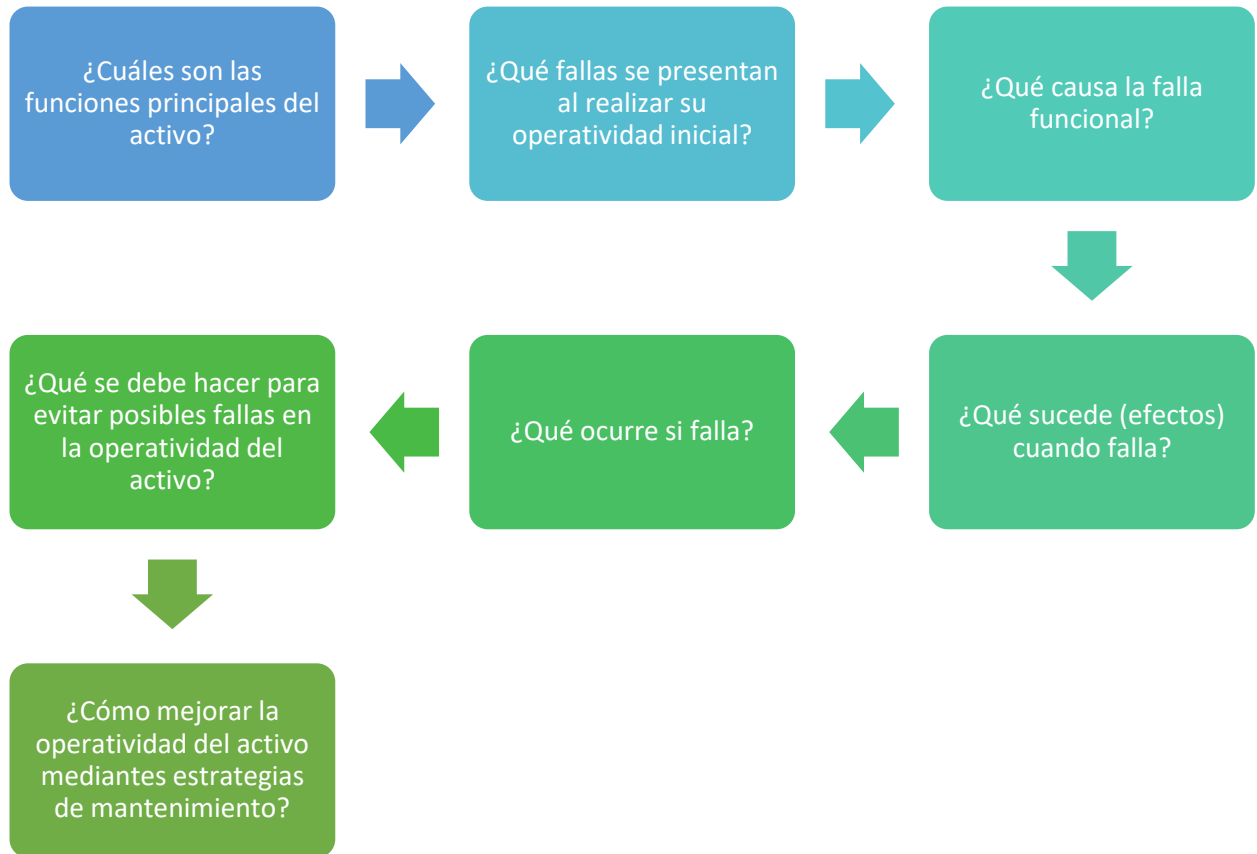 ¿Cuáles son las
funciones principales del
activo?
¿Qué fallas se presentan
al realizar su
operatividad inicial?
¿Qué causa la falla
funcional?
¿Qué sucede (efectos)
cuando falla?
¿Qué ocurre si falla?
¿Qué se debe hacer para
evitar posibles fallas en
la operatividad del
activo?
¿Cómo mejorar la
operatividad del activo
mediantes estrategias
de mantenimiento?